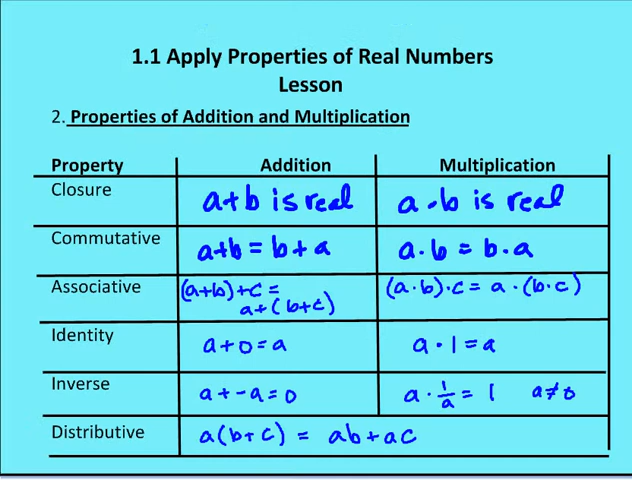 1.1 Apply Properties of Real Numbers
Lesson
2. Properties of Addition and Multiplication
Property Addition Multiplication
Closure a+b is real a·b is real
Commutative a+b = b+a a·b = b·a
Associative (a+b)+c = (a·b)·c = a·(b·c)
a+(b+c)
Identity a+0=a a·1=a
Inverse a+-a=0 a·1/a=1 a≠0
Distributive a(b+c) = ab+ac